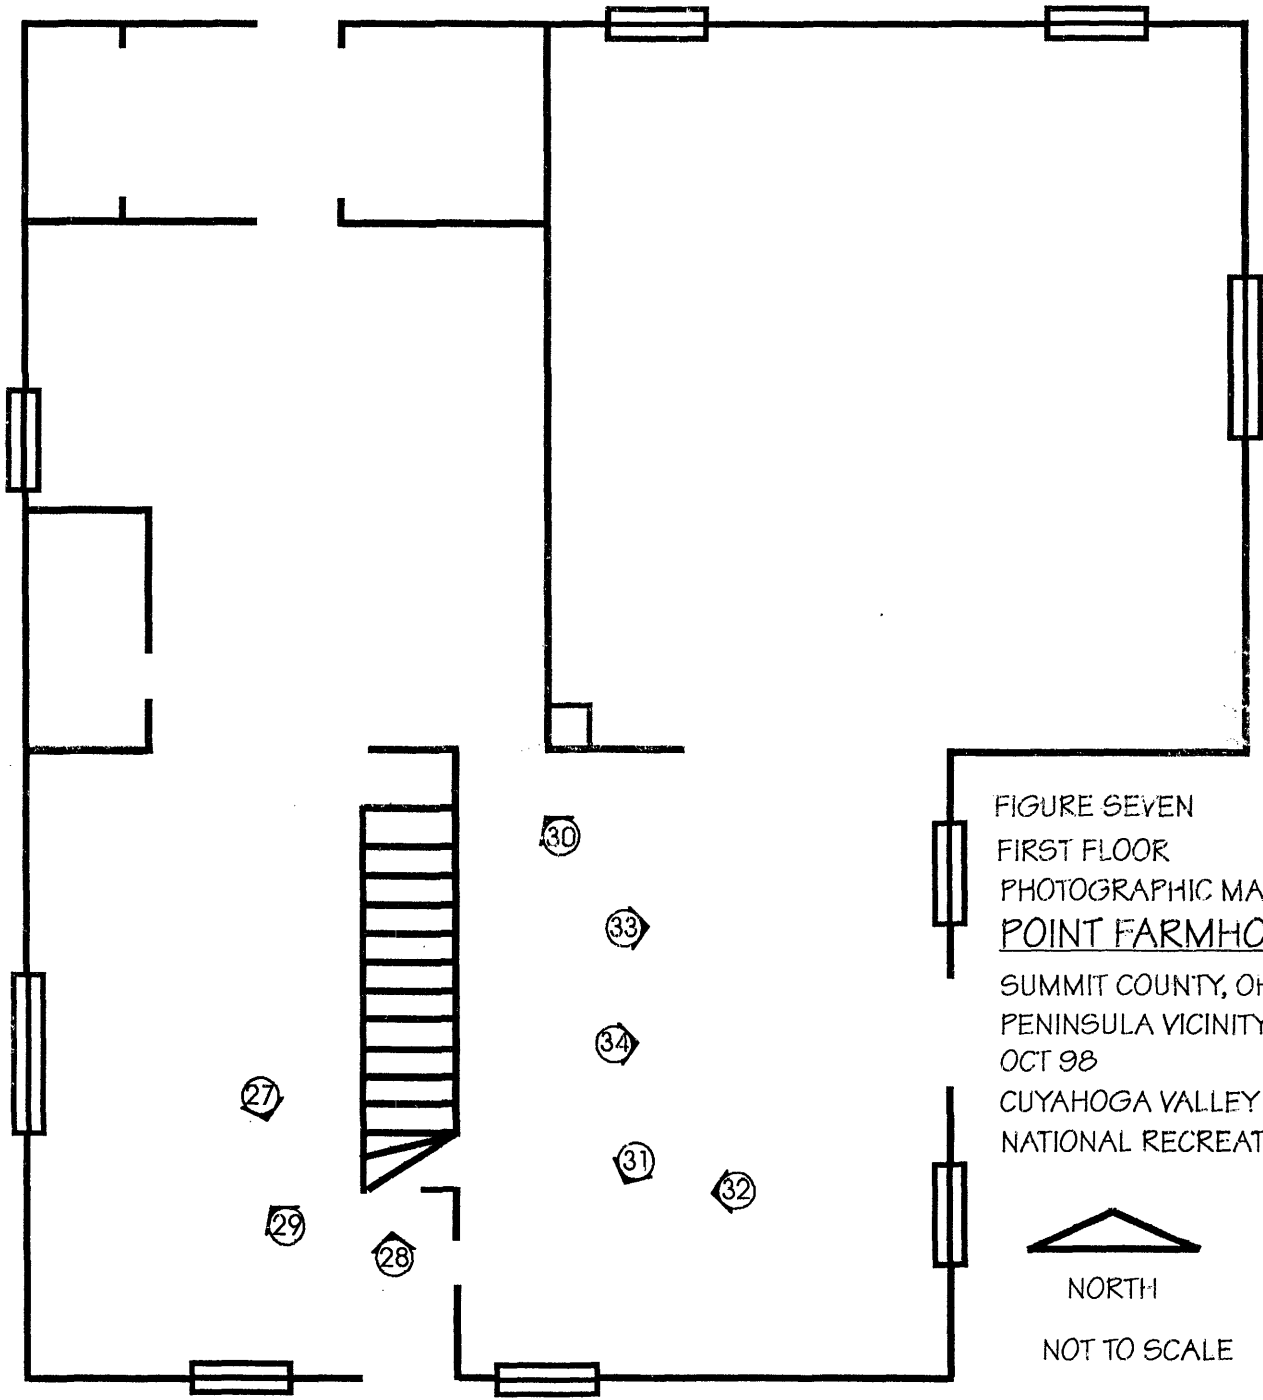 30
33
34
27
31
32
29
28
FIGURE SEVEN
FIRST FLOOR
PHOTOGRAPHIC MA
POINT FARMHO
SUMMIT COUNTY, OH
PENINSULA VICINITY
OCT 98
CUYAHOGA VALLEY
NATIONAL RECREAT
NORTH
NOT TO SCALE